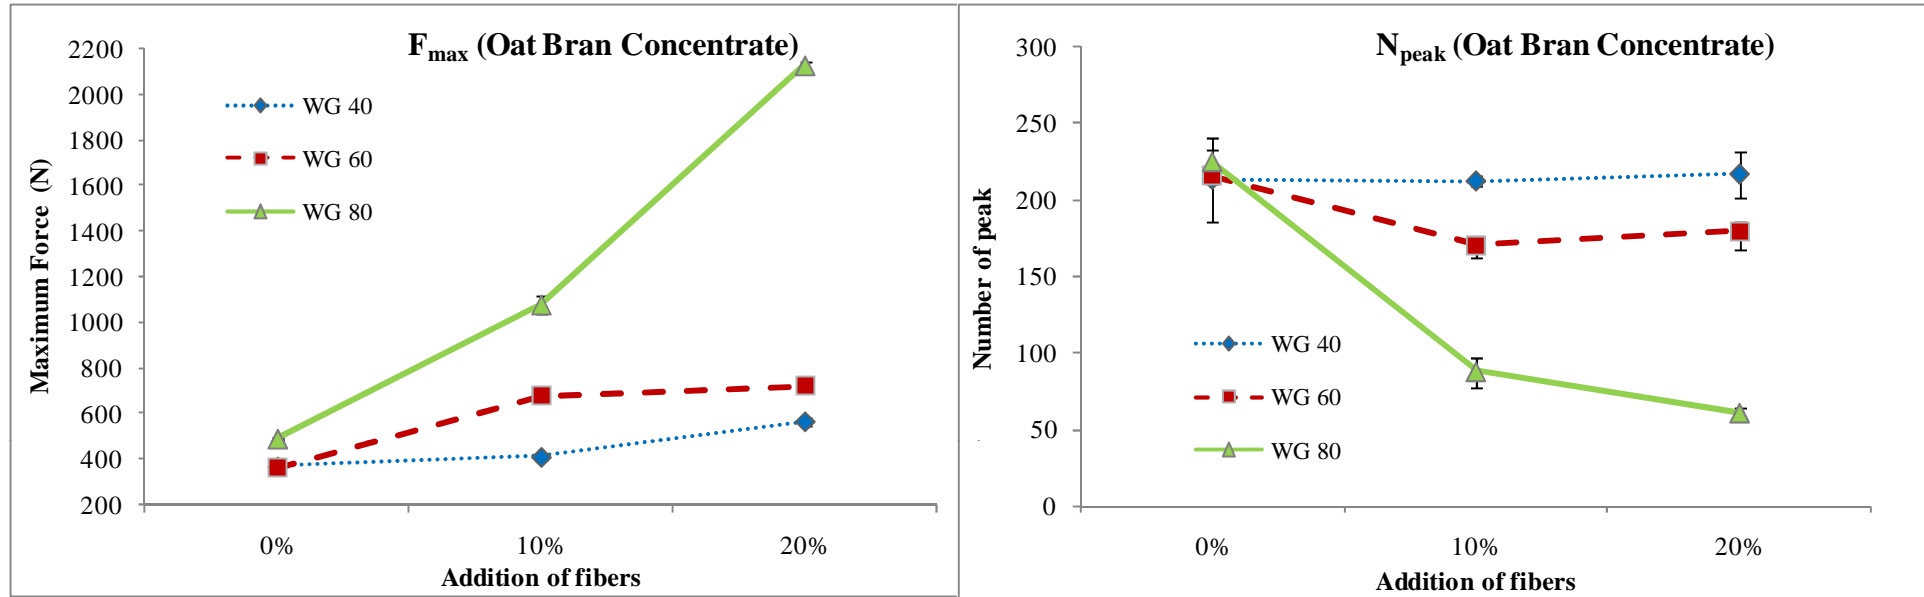 F_max (Oat Bran Concentrate)
2200
2000
1800
1600
1400
1200
1000
800
600
400
200
Maximum Force (N)
WG 40
WG 60
WG 80
0% 10% 20%
Addition of fibers
N_peak (Oat Bran Concentrate)
300
250
200
150
100
50
0
Number of peak
WG 40
WG 60
WG 80
0% 10% 20%
Addition of fibers